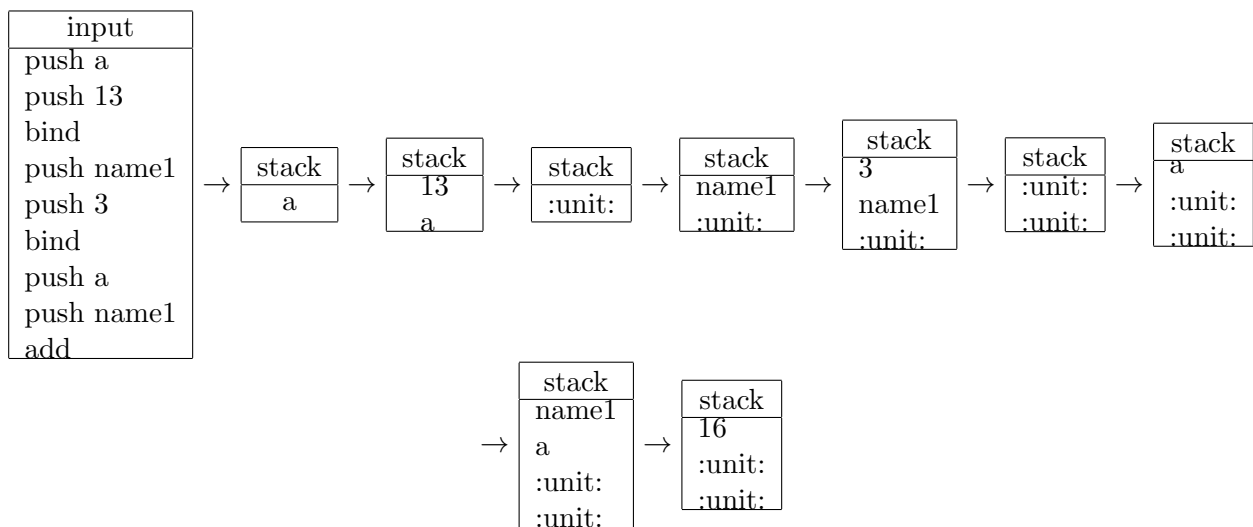 input
push a
push 13
bind
push name1
push 3
bind
push a
push name1
add
→
stack
a
→
stack
13
a
→
stack
:unit:
→
stack
name1
:unit:
→
stack
3
name1
:unit:
→
stack
:unit:
:unit:
→
stack
a
:unit:
:unit:
→
stack
name1
a
:unit:
:unit:
→
stack
16
:unit:
:unit: